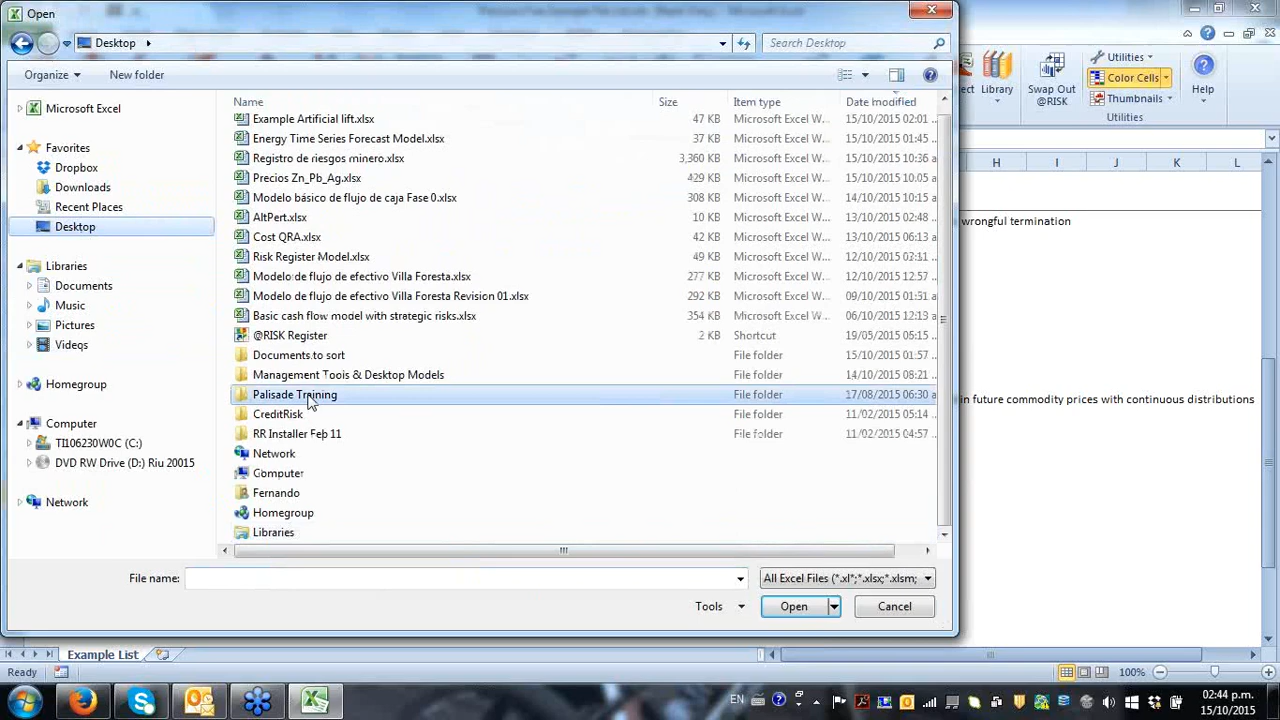 Open
Desktop
Search Desktop
Organize
New folder
Name
Size
Item type
Date modified
Microsoft Excel
Favorites
Dropbox
Downloads
Recent Places
Desktop
Libraries
Documents
Music
Pictures
Videos
Homegroup
Computer
TI106230W0C (C:)
DVD RW Drive (D:) Riu 20015
Network
Example Artificial lift.xlsx 47 KB Microsoft Excel W... 15/10/2015 02:01 ..
Energy Time Series Forecast Model.xlsx 37 KB Microsoft Excel W... 15/10/2015 01:45 ..
Registro de riesgos minero.xlsx 3,360 KB Microsoft Excel W... 15/10/2015 10:36 a
Precios Zn_Pb_Ag.xlsx 429 KB Microsoft Excel W... 15/10/2015 10:05 a
Modelo básico de flujo de caja Fase 0.xlsx 308 KB Microsoft Excel W... 14/10/2015 10:15 a
AltPert.xlsx 10 KB Microsoft Excel W... 13/10/2015 02:48 ..
Cost QRA.xlsx 42 KB Microsoft Excel W... 13/10/2015 06:13 a
Risk Register Model.xlsx 49 KB Microsoft Excel W... 12/10/2015 02:11 ..
Modelo de flujo de efectivo Villa Foresta.xlsx 277 KB Microsoft Excel W... 12/10/2015 12:57 ..
Modelo de flujo de efectivo Villa Foresta Revision 01.xlsx 292 KB Microsoft Excel W... 09/10/2015 01:51 a
Basic cash flow model with strategic risks.xlsx 354 KB Microsoft Excel W... 06/10/2015 12:13 a
@RISK Register 2 KB Shortcut 19/05/2015 05:15 ..
Documents to sort File folder 15/10/2015 01:57 ..
Management Tools & Desktop Models File folder 14/10/2015 08:21 ..
Palisade Training File folder 17/08/2015 06:30 a
CreditRisk File folder 11/02/2015 05:14 ..
RR Installer Feb 11 File folder 11/02/2015 04:57 ..
Network
Computer
Fernando
Homegroup
Libraries
File name:
All Excel Files (*.xl*;*.xlsx;*.xlsm;
Tools
Open
Cancel
Library
Swap Out
@RISK
Utilities
Color Cells
Thumbnails
Help
Utilities
H I J K L
wrongful termination
in future commodity prices with continuous distributions
Example List
Ready
100%
EN
02:44 p.m.
15/10/2015